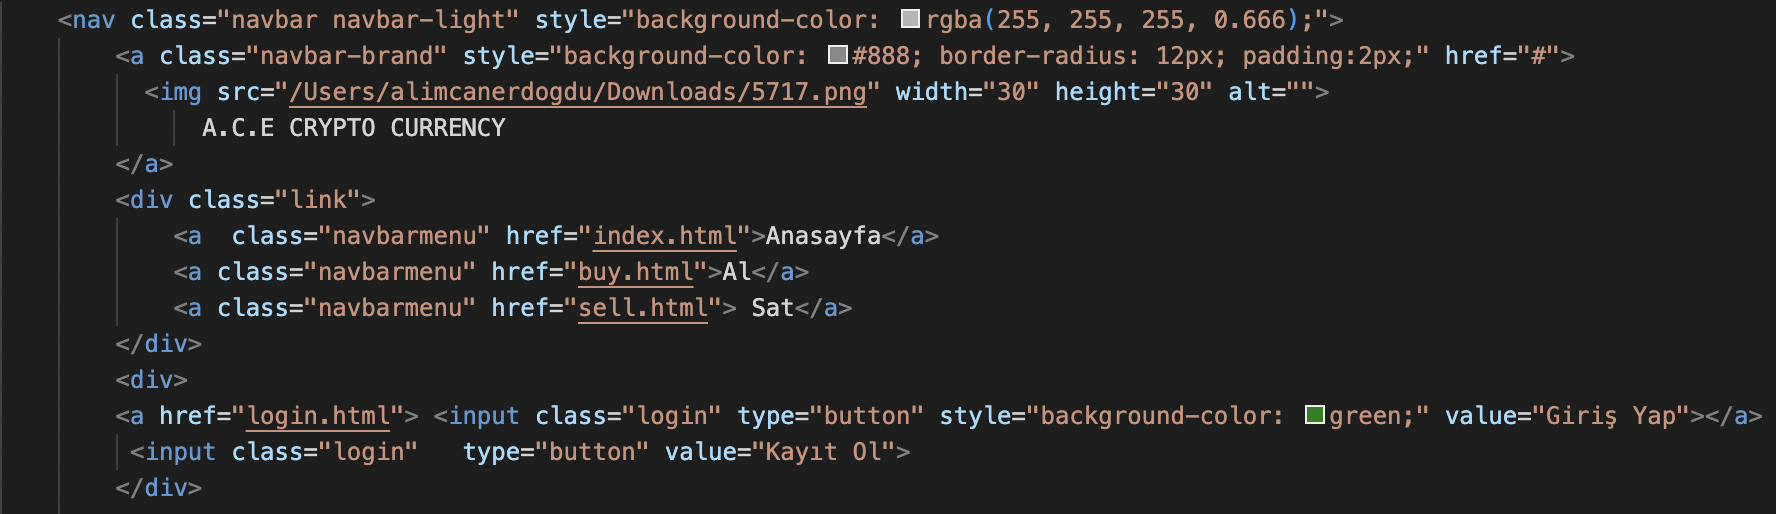 <nav class="navbar navbar-light" style="background-color: rgba(255, 255, 255, 0.666);">
<a class="navbar-brand" style="background-color: #888; border-radius: 12px; padding:2px;" href="#">
<img src="/Users/alimcanerdogdu/Downloads/5717.png" width="30" height="30" alt="">
A.C.E CRYPTO CURRENCY
</a>
<div class="link">
<a  class="navbarmenu" href="index.html">Anasayfa</a>
<a class="navbarmenu" href="buy.html">Al</a>
<a class="navbarmenu" href="sell.html"> Sat</a>
</div>
<div>
<a href="login.html"> <input class="login" type="button" style="background-color: green;" value="Giriş Yap"></a>
<input class="login"   type="button" value="Kayıt Ol">
</div>